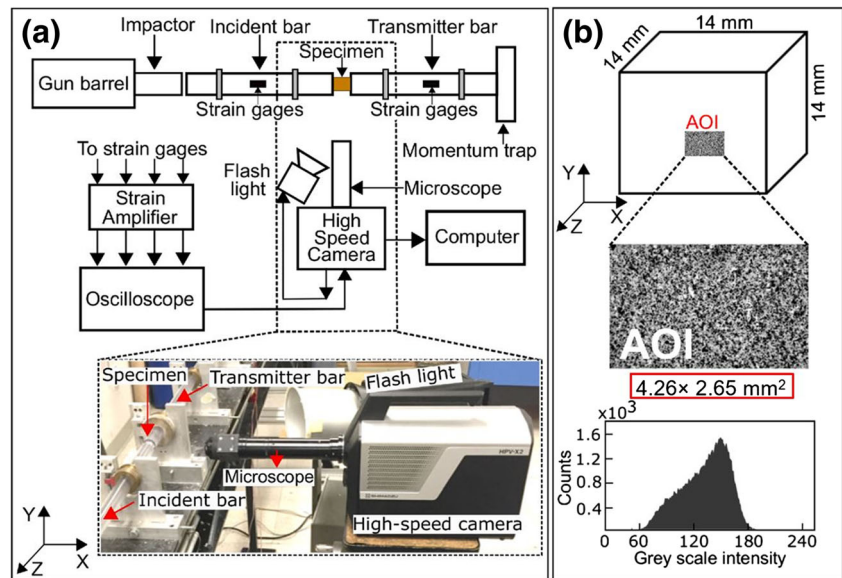 (a)
Impactor
Incident bar
Transmitter bar
Specimen
Gun barrel
Strain gages
Strain gages
Momentum trap
To strain gages
Flash
light
Microscope
Strain
Amplifier
High
Speed
Camera
Computer
Oscilloscope
Specimen
Transmitter bar
Flash light
HPV-X2
Microscope
Incident bar
High-speed camera
Y
X
Z
(b)
14 mm
14 mm
14 mm
AOI
Y
X
Z
AOI
4.26× 2.65 mm²
×10³
1.6
1.2
0.8
0.4
Counts
0 60 120 180 240
Grey scale intensity